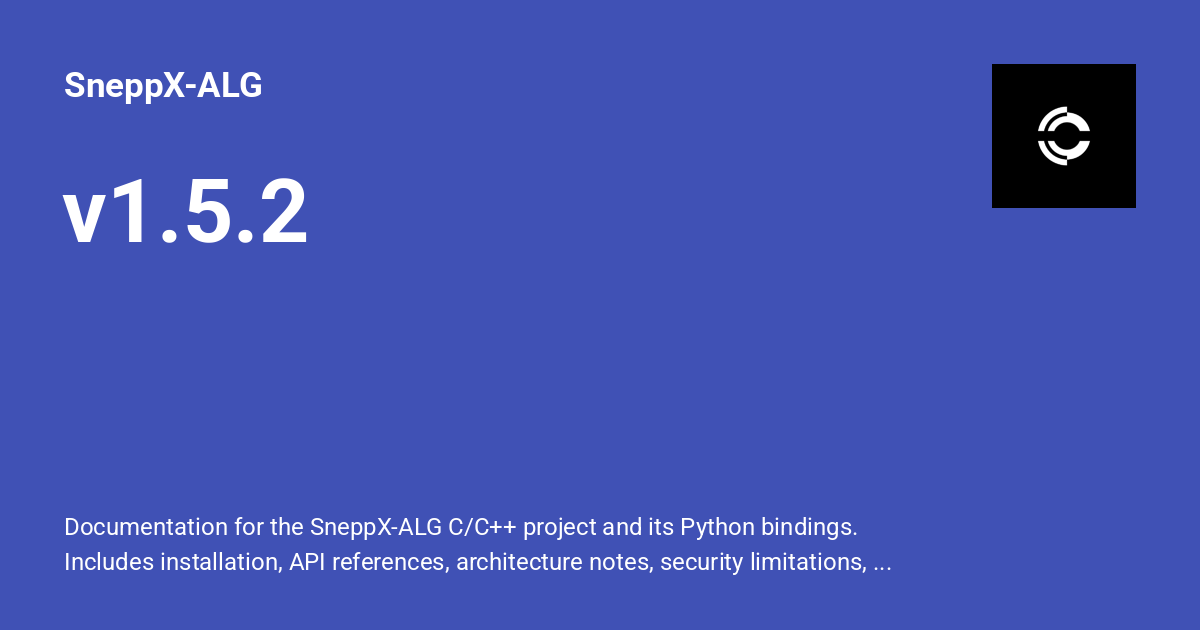 SneppX-ALG
v1.5.2
Documentation for the SneppX-ALG C/C++ project and its Python bindings.
Includes installation, API references, architecture notes, security limitations, ...